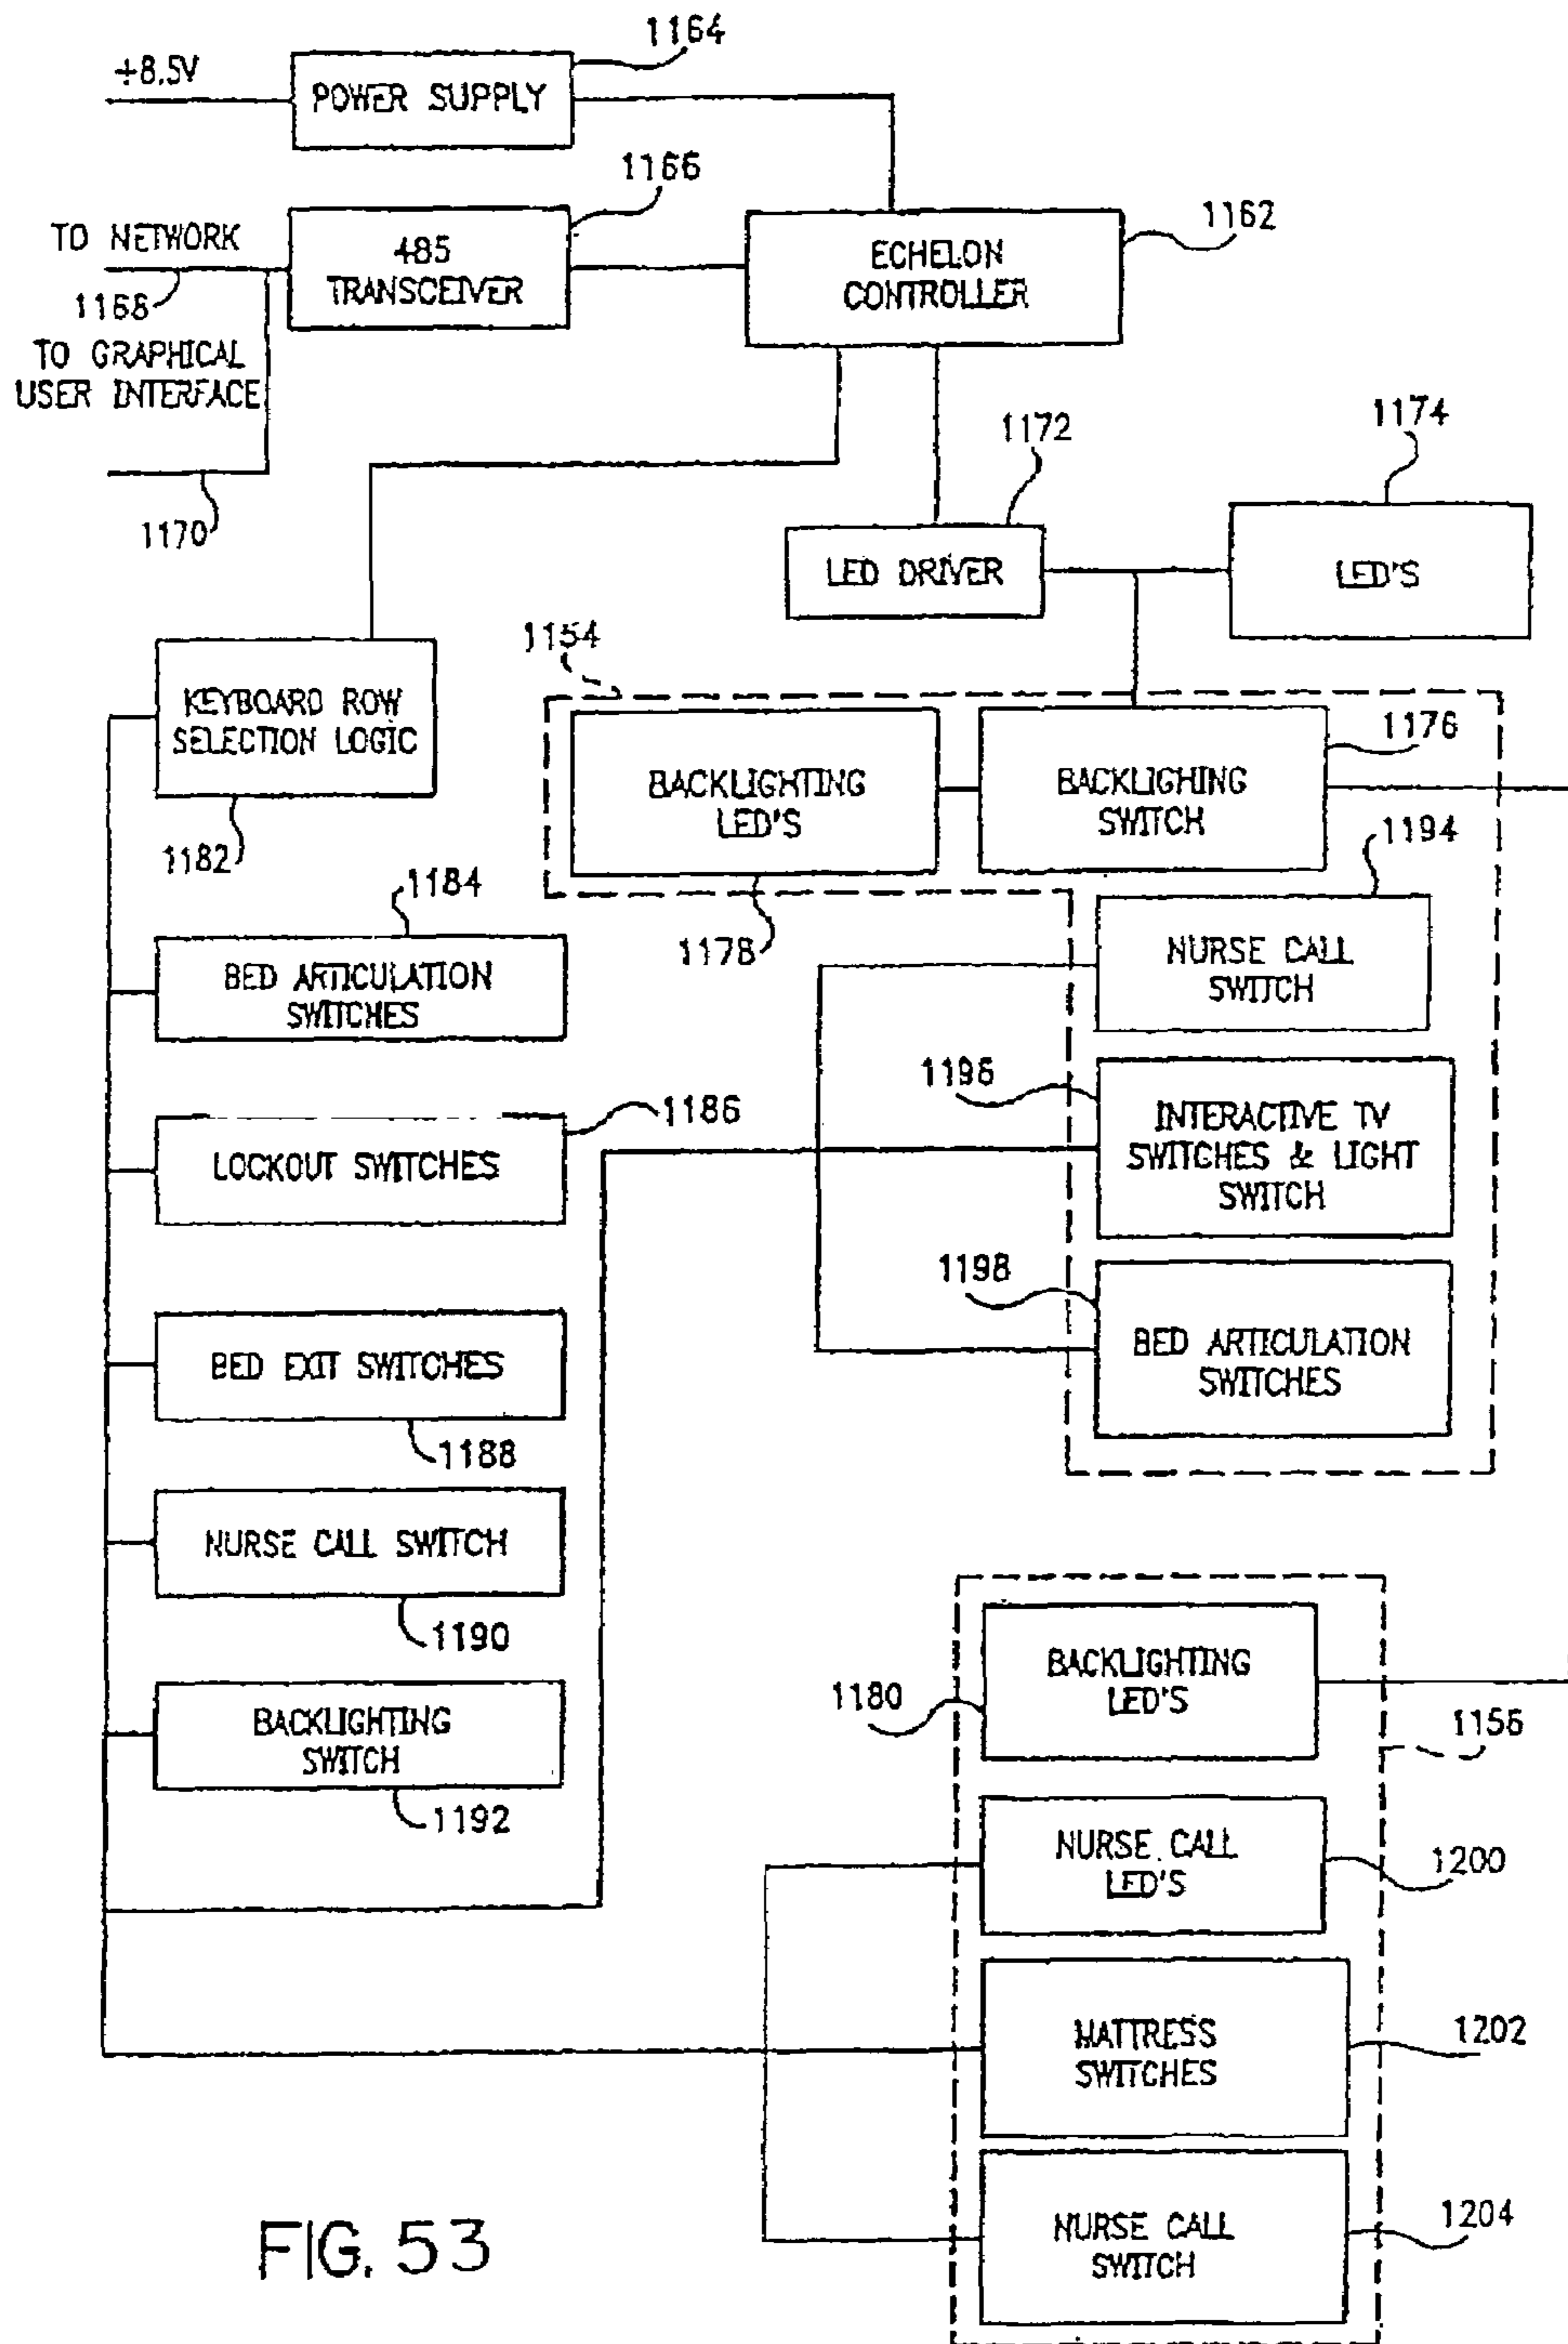 1164
+8.5V
POWER SUPPLY
1166
TO NETWORK
485
TRANSCEIVER
1162
ECHELON
CONTROLLER
1168
TO GRAPHICAL
USER INTERFACE
1170
1172
1174
LED DRIVER
LED'S
1154
KEYBOARD ROW
SELECTION LOGIC
1182
1176
BACKLIGHTING
LED'S
BACKLIGHING
SWITCH
1178
1194
1184
BED ARTICULATION
SWITCHES
NURSE CALL
SWITCH
1196
1186
LOCKOUT SWITCHES
INTERACTIVE TV
SWITCHES & LIGHT
SWITCH
1198
BED EXIT SWITCHES
1188
BED ARTICULATION
SWITCHES
NURSE CALL SWITCH
1190
BACKLIGHTING
SWITCH
1192
BACKLIGHTING
LED'S
1180
1156
NURSE CALL
LED'S
1200
MATTRESS
SWITCHES
1202
NURSE CALL
SWITCH
1204
FIG. 53